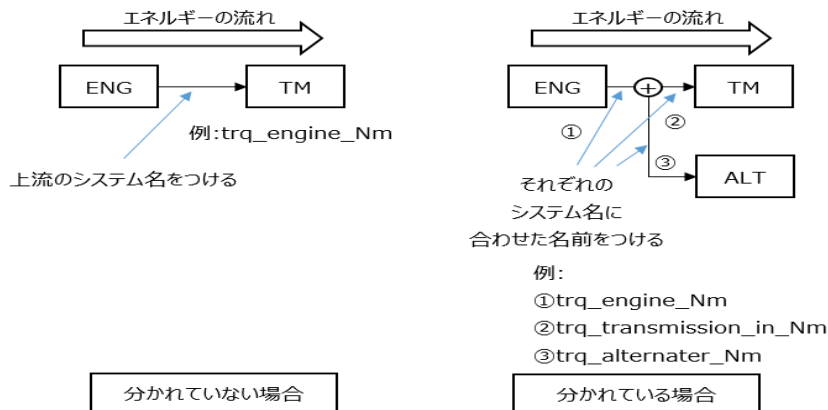 エネルギーの流れ
ENG
TM
例:trq_engine_Nm
上流のシステム名をつける
分かれていない場合
エネルギーの流れ
ENG
+
TM
①
②
③
ALT
それぞれの
システム名に
合わせた名前をつける
例:
①trq_engine_Nm
②trq_transmission_in_Nm
③trq_alternater_Nm
分かれている場合